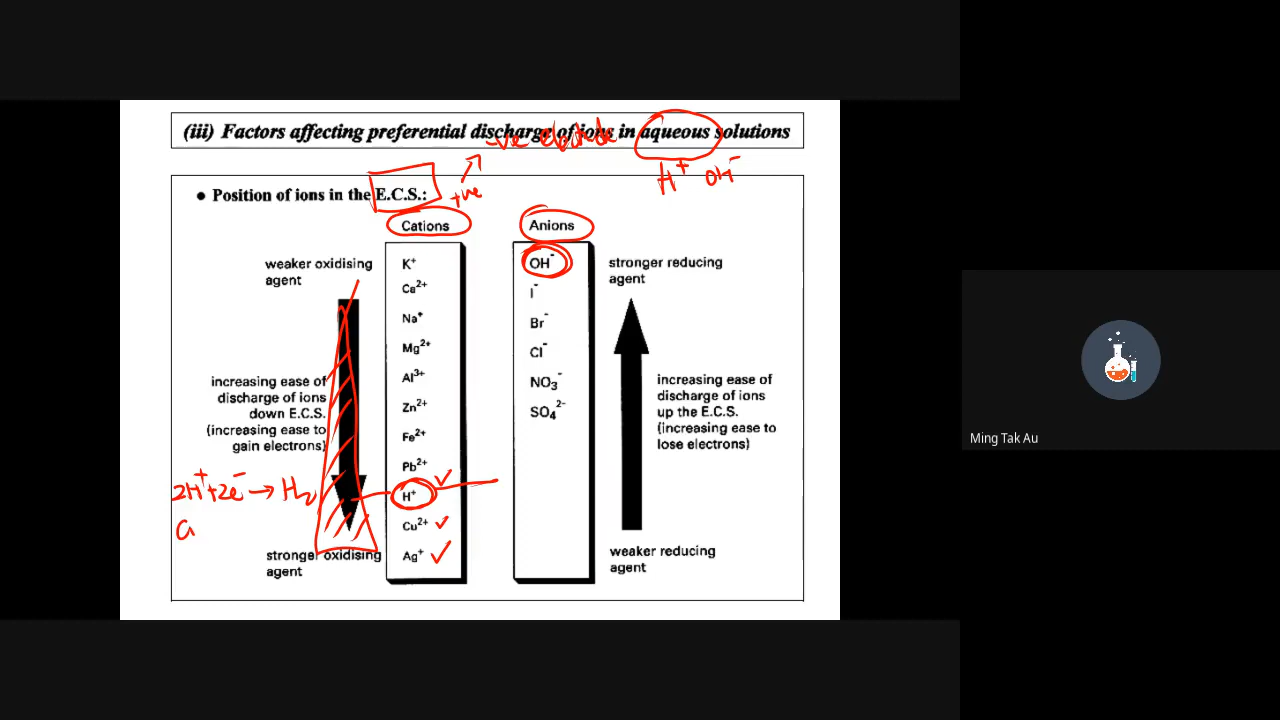 (iii) Factors affecting preferential discharge of ions in aqueous solutions
-ve electrode
H⁺ OH⁻
• Position of ions in the E.C.S.:
+ve
Cations
Anions
weaker oxidising
agent
increasing ease of
discharge of ions
down E.C.S.
(increasing ease to
gain electrons)
2H⁺+2e⁻ → H₂
C
stronger oxidising
agent
K⁺
Ca²⁺
Na⁺
Mg²⁺
Al³⁺
Zn²⁺
Fe²⁺
Pb²⁺
H⁺ ✓
Cu²⁺ ✓
Ag⁺ ✓
OH⁻
I⁻
Br⁻
Cl⁻
NO₃⁻
SO₄²⁻
stronger reducing
agent
increasing ease of
discharge of ions
up the E.C.S.
(increasing ease to
lose electrons)
weaker reducing
agent
Ming Tak Au